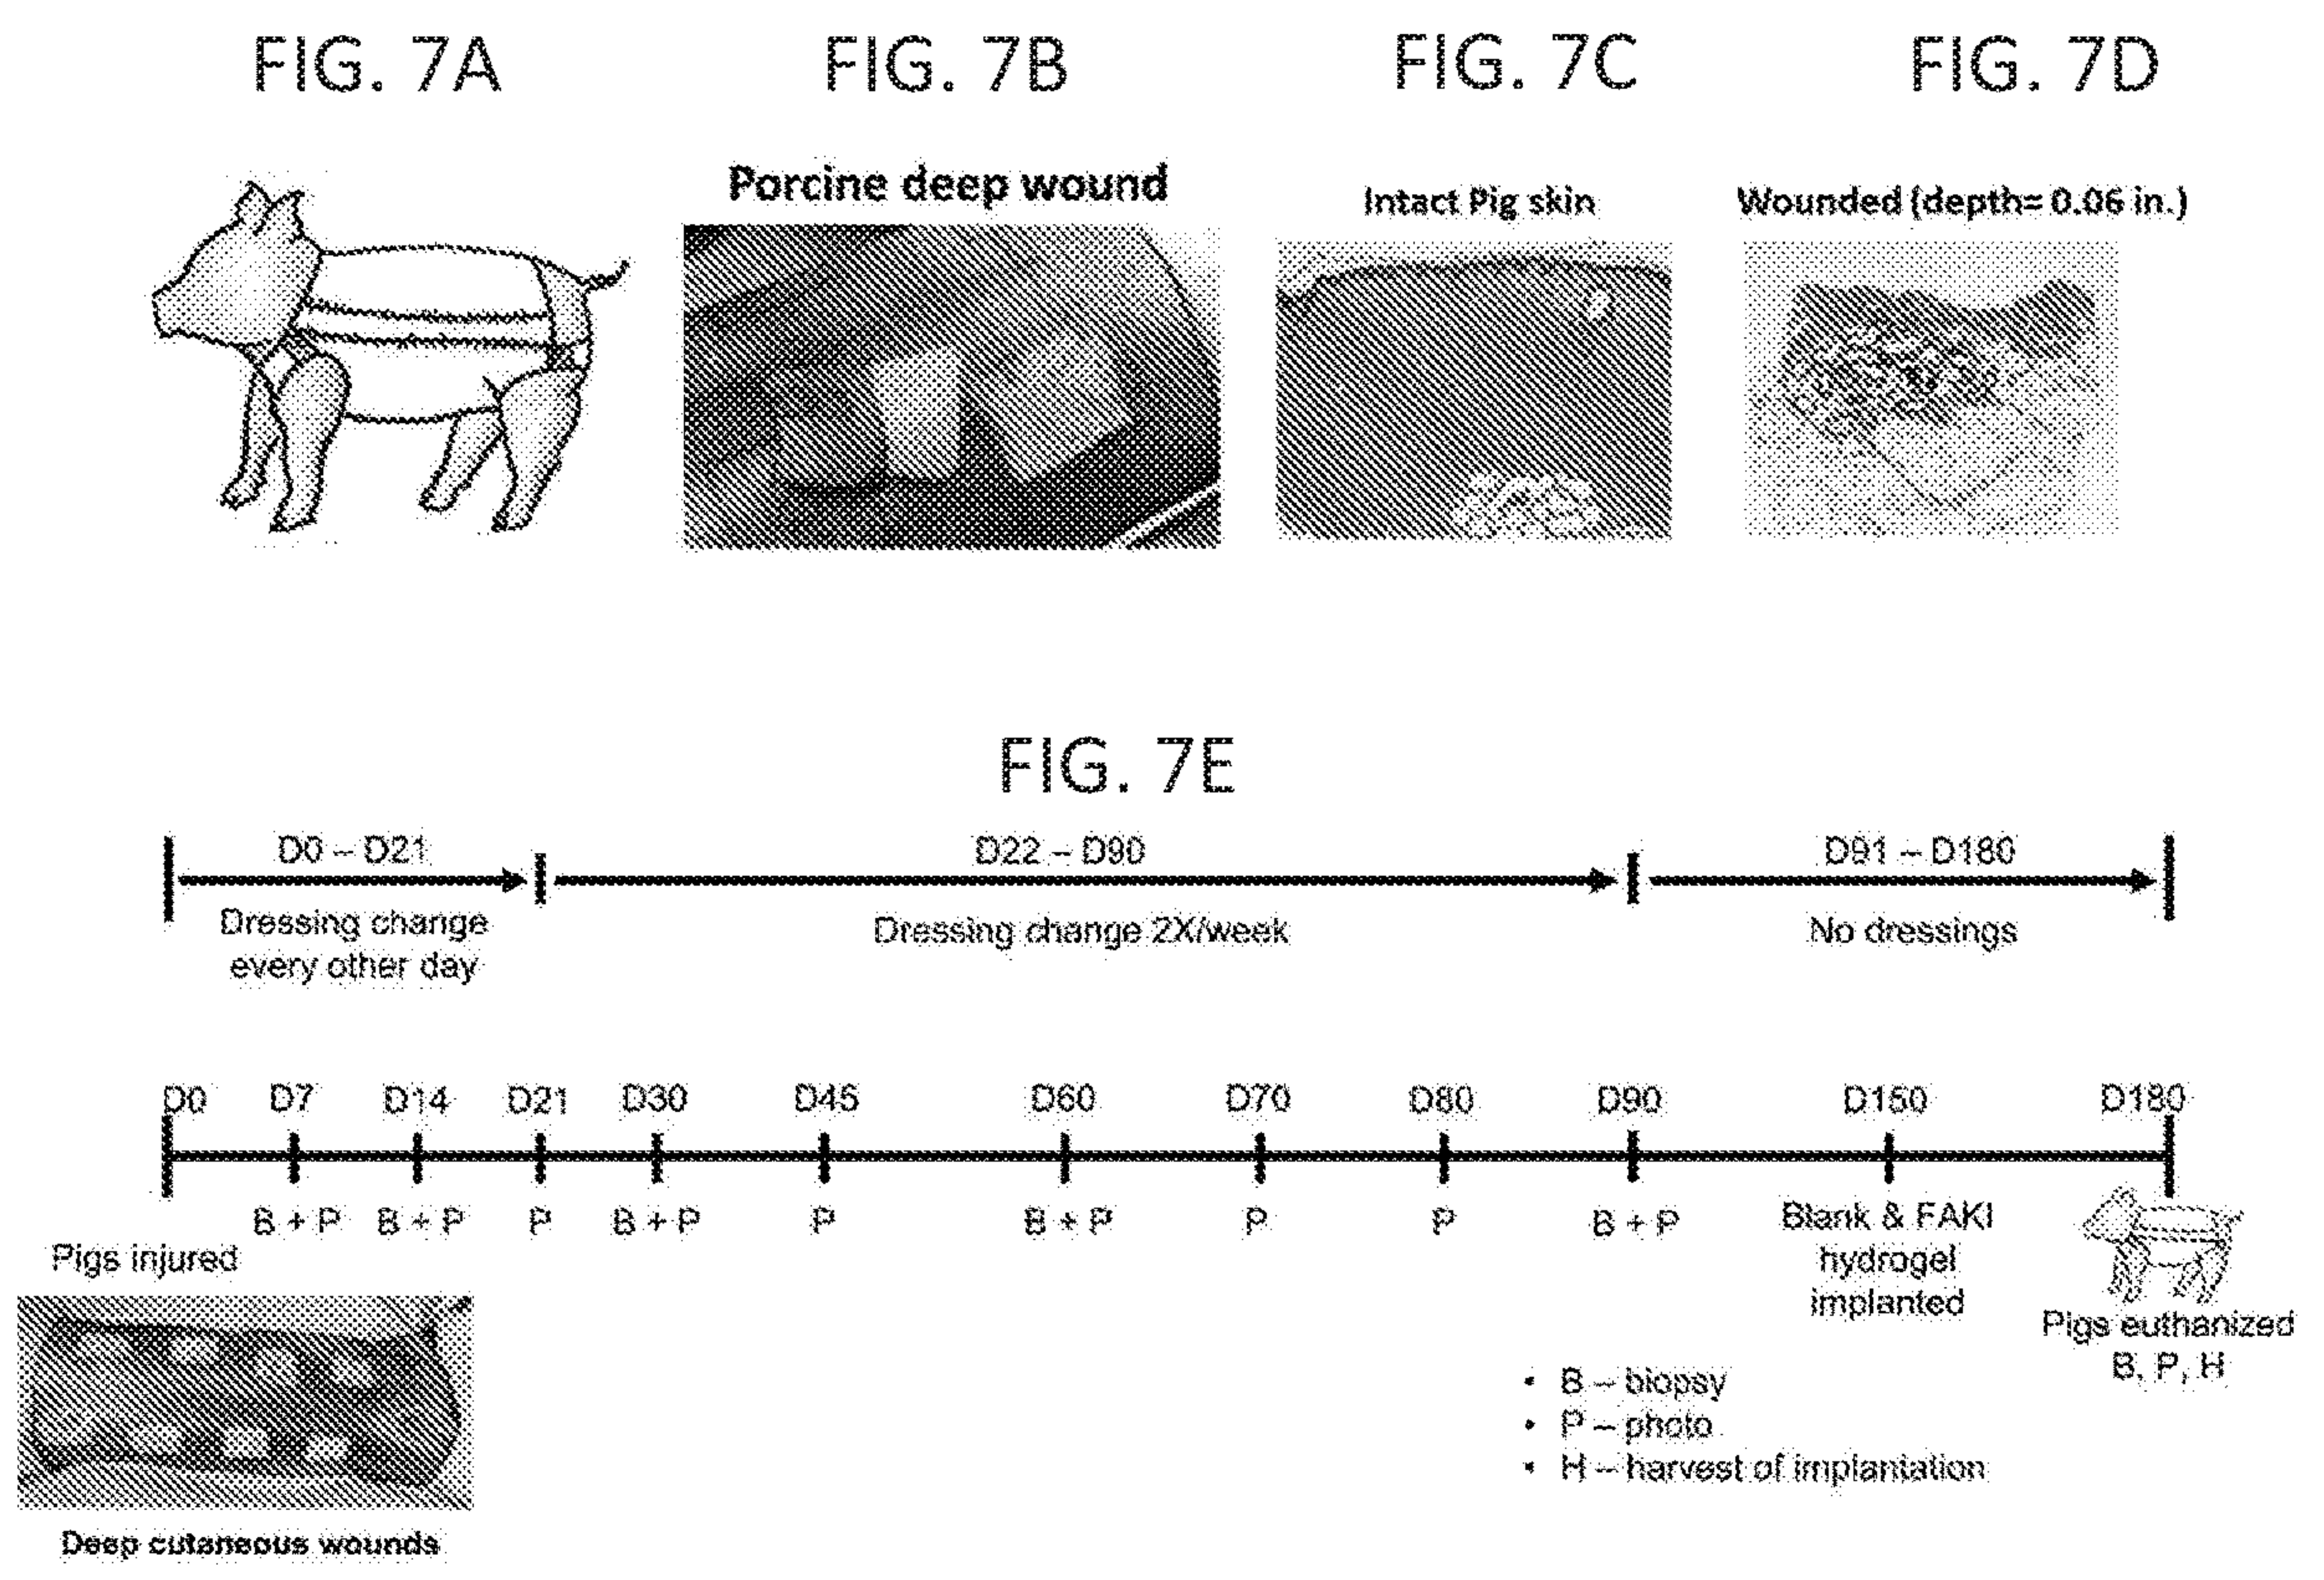 FIG. 7A
FIG. 7B
FIG. 7C
FIG. 7D
Porcine deep wound
Intact Pig skin
Wounded (depth= 0.06 in.)
FIG. 7E
D0 – D21
D22 – D90
D91 – D180
Dressing change
every other day
Dressing change 2X/week
No dressings
D0
D7
D14
D21
D30
D45
D60
D70
D80
D90
D150
D180
B + P
B + P
P
B + P
P
B + P
P
P
B + P
Blank & FAKI
hydrogel
implanted
Pigs injured
Pigs euthanized
B, P, H
• B – biopsy
• P – photo
• H – harvest of implantation
Deep cutaneous wounds